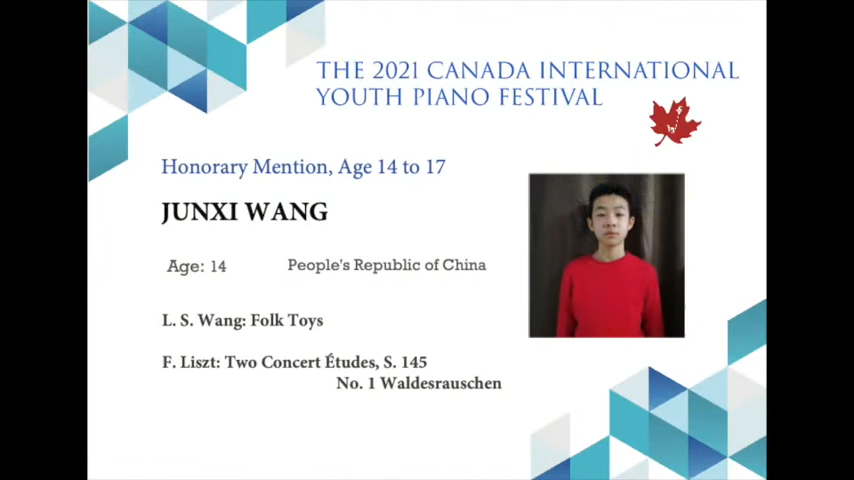 THE 2021 CANADA INTERNATIONAL
YOUTH PIANO FESTIVAL
Honorary Mention, Age 14 to 17
JUNXI WANG
Age: 14 People's Republic of China
L. S. Wang: Folk Toys
F. Liszt: Two Concert Études, S. 145
No. 1 Waldesrauschen